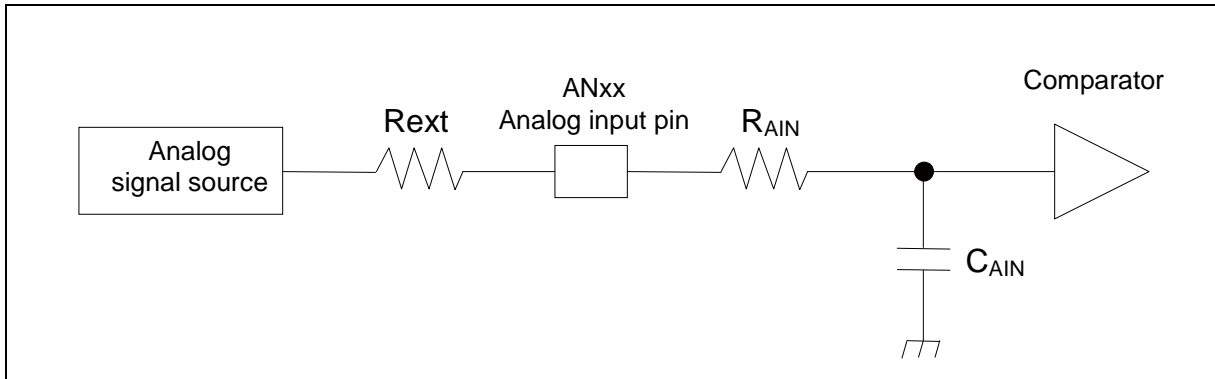 Analog
signal source
Rext
ANxx
Analog input pin
RAIN
Comparator
CAIN